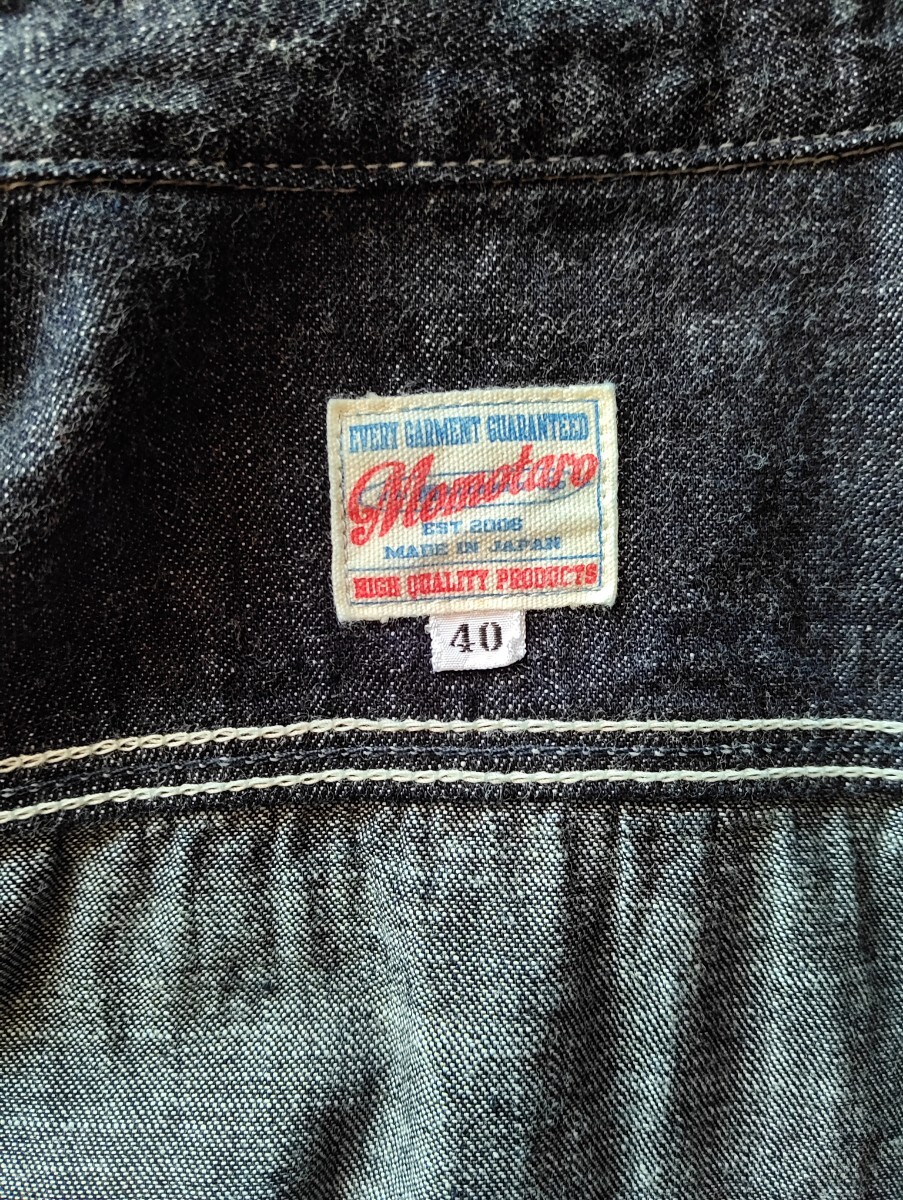 EVERY GARMENT GUARANTEED
Momotaro
EST 2006
MADE IN JAPAN
HIGH QUALITY PRODUCTS
40